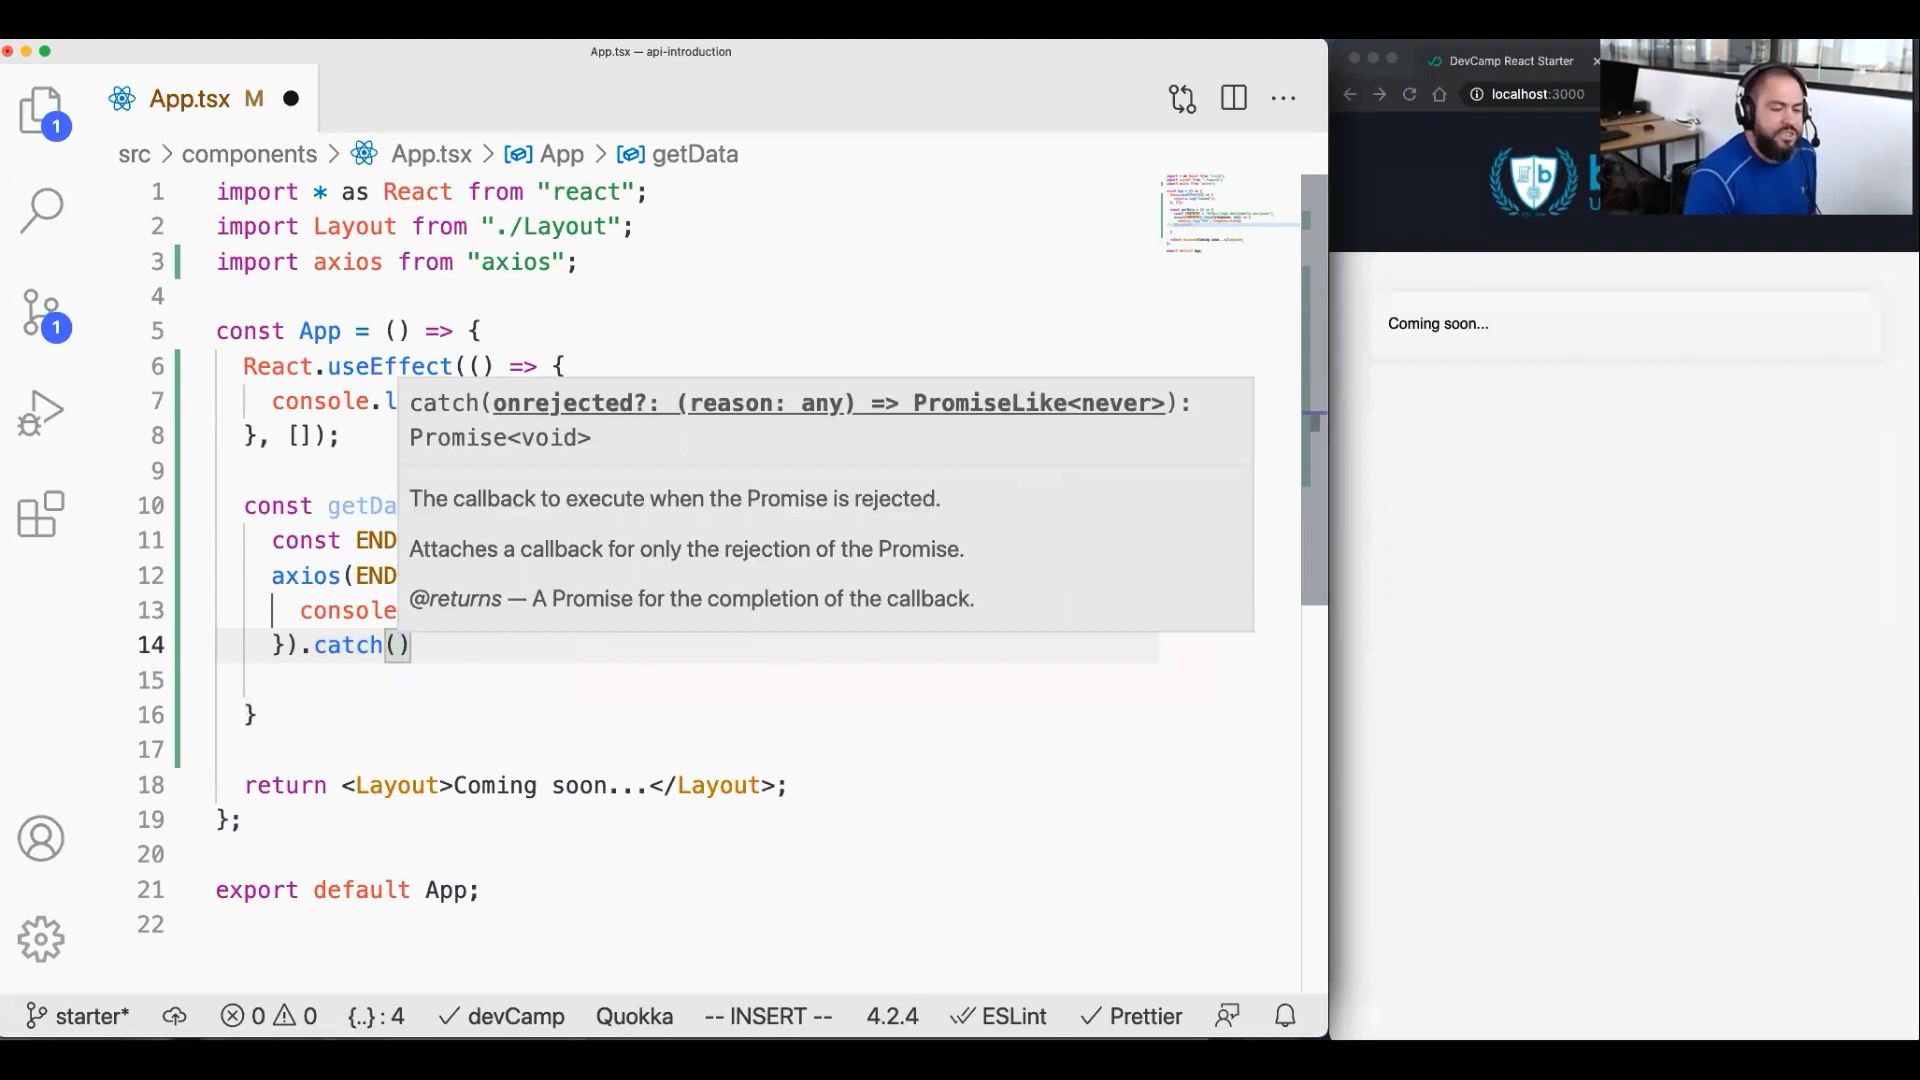 App.tsx — api-introduction
App.tsx M
src > components > App.tsx > App > getData
1 import * as React from "react";
2 import Layout from "./Layout";
3 import axios from "axios";
4
5 const App = () => {
6 React.useEffect(() => {
7 console.l
8 }, []);
9
10 const getDa
11 const END
12 axios(END
13 console
14 }).catch()
15
16 }
17
18 return <Layout>Coming soon...</Layout>;
19 };
20
21 export default App;
22
catch(onrejected?: (reason: any) => PromiseLike<never>):
Promise<void>
The callback to execute when the Promise is rejected.
Attaches a callback for only the rejection of the Promise.
@returns — A Promise for the completion of the callback.
1
1
starter* 0 0 {..} : 4 devCamp Quokka -- INSERT -- 4.2.4 ESLint Prettier
DevCamp React Starter
localhost:3000
b
Coming soon...